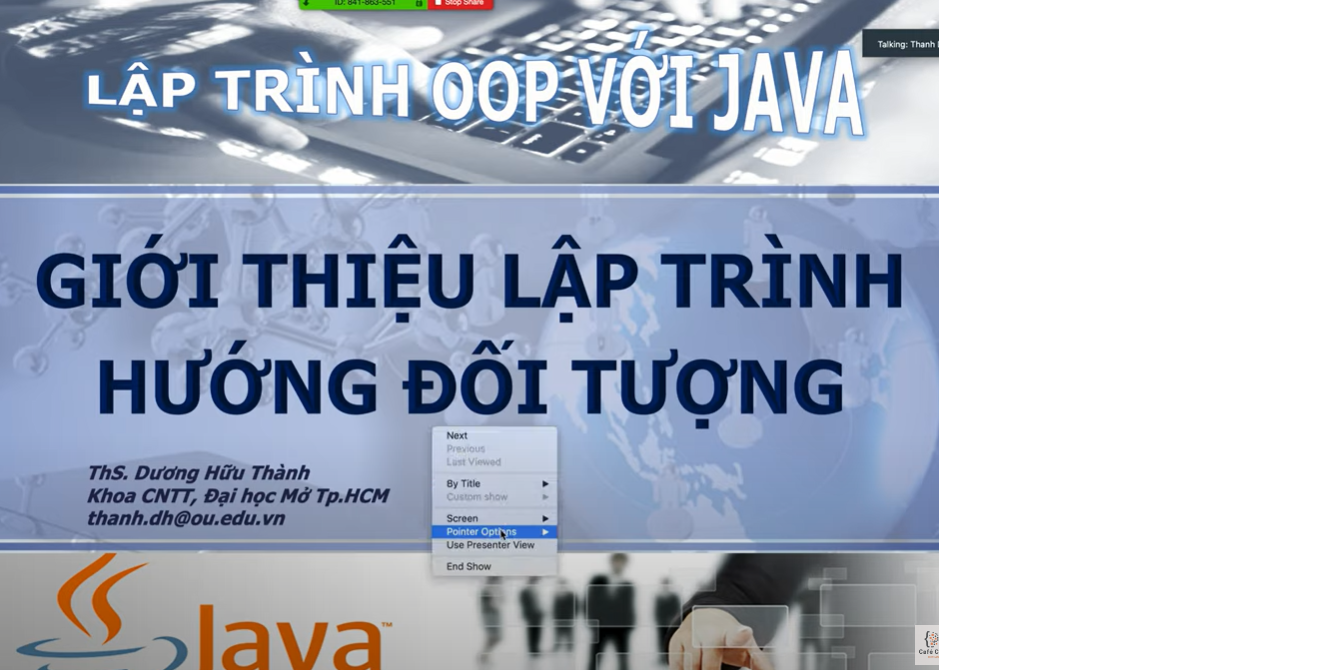 ID: 841-863-551
Stop Share
Talking: Thanh
LẬP TRÌNH OOP VỚI JAVA
GIỚI THIỆU LẬP TRÌNH
HƯỚNG ĐỐI TƯỢNG
ThS. Dương Hữu Thành
Khoa CNTT, Đại học Mở Tp.HCM
thanh.dh@ou.edu.vn
Next
Previous
Last Viewed
By Title
Custom show
Screen
Pointer Options
Use Presenter View
End Show
Java™
Café C